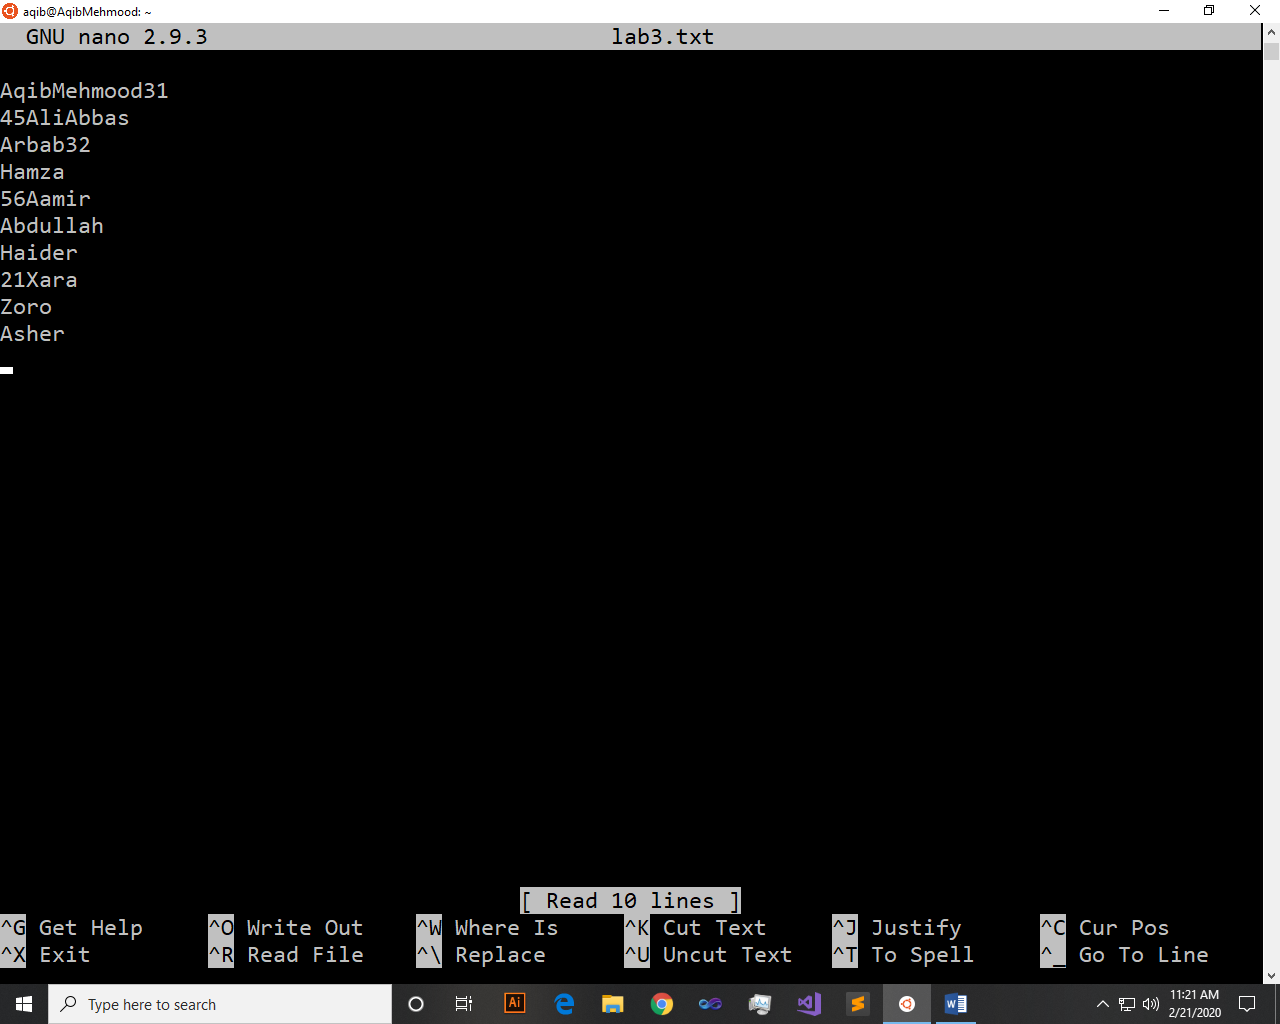 aqib@AqibMehmood: ~
GNU nano 2.9.3 lab3.txt
AqibMehmood31
45AliAbbas
Arbab32
Hamza
56Aamir
Abdullah
Haider
21Xara
Zoro
Asher
[ Read 10 lines ]
^G Get Help ^O Write Out ^W Where Is ^K Cut Text ^J Justify ^C Cur Pos
^X Exit ^R Read File ^\ Replace ^U Uncut Text ^T To Spell ^_ Go To Line
Type here to search
Ai
W
11:21 AM
2/21/2020